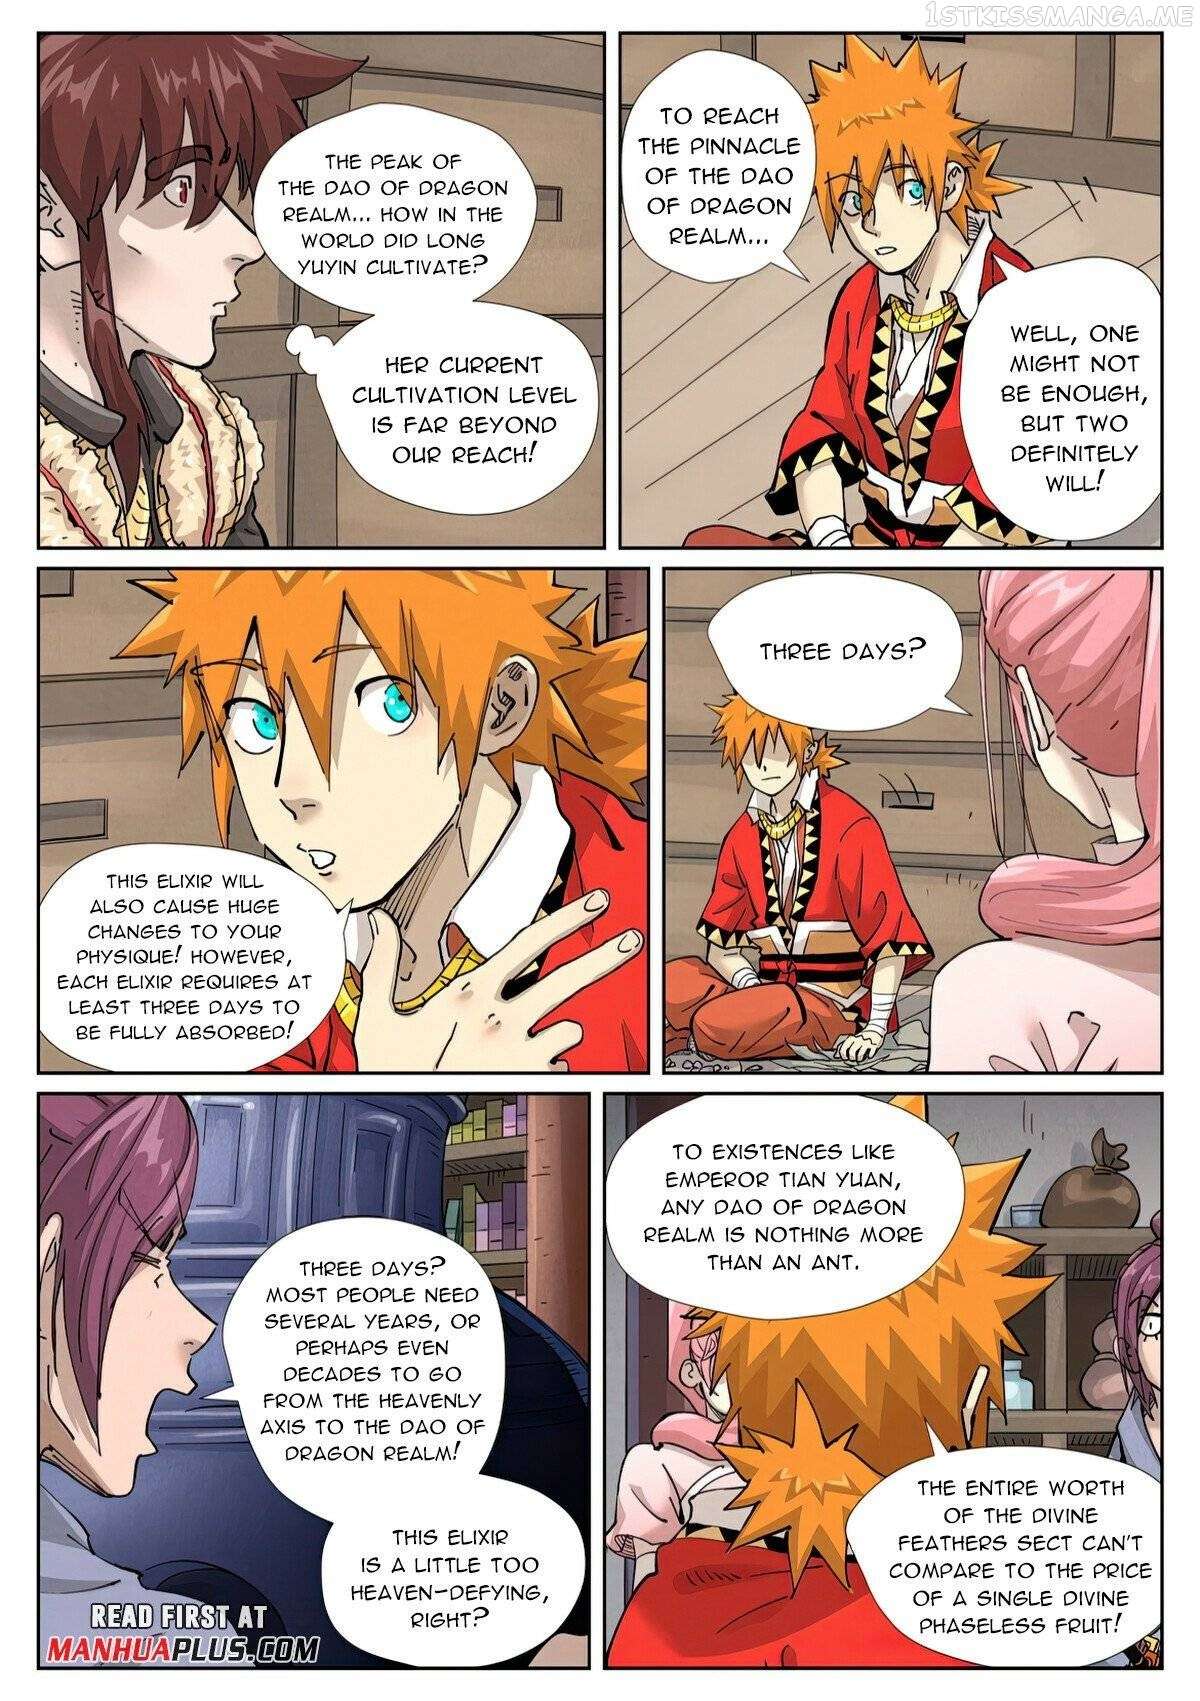 1STKISSMANGA.ME
THE PEAK OF
THE DAO OF DRAGON
REALM... HOW IN THE
WORLD DID LONG
YUYIN CULTIVATE?
HER CURRENT
CULTIVATION LEVEL
IS FAR BEYOND
OUR REACH!
TO REACH
THE PINNACLE
OF THE DAO
OF DRAGON
REALM...
WELL, ONE
MIGHT NOT
BE ENOUGH,
BUT TWO
DEFINITELY
WILL!
THIS ELIXIR WILL
ALSO CAUSE HUGE
CHANGES TO YOUR
PHYSIQUE! HOWEVER,
EACH ELIXIR REQUIRES AT
LEAST THREE DAYS TO
BE FULLY ABSORBED!
THREE DAYS?
THREE DAYS?
MOST PEOPLE NEED
SEVERAL YEARS, OR
PERHAPS EVEN
DECADES TO GO
FROM THE HEAVENLY
AXIS TO THE DAO OF
DRAGON REALM!
THIS ELIXIR
IS A LITTLE TOO
HEAVEN-DEFYING,
RIGHT?
TO EXISTENCES LIKE
EMPEROR TIAN YUAN,
ANY DAO OF DRAGON
REALM IS NOTHING MORE
THAN AN ANT.
THE ENTIRE WORTH
OF THE DIVINE
FEATHERS SECT CAN'T
COMPARE TO THE PRICE
OF A SINGLE DIVINE
PHASELESS FRUIT!
READ FIRST AT
MANHUAPLUS.COM